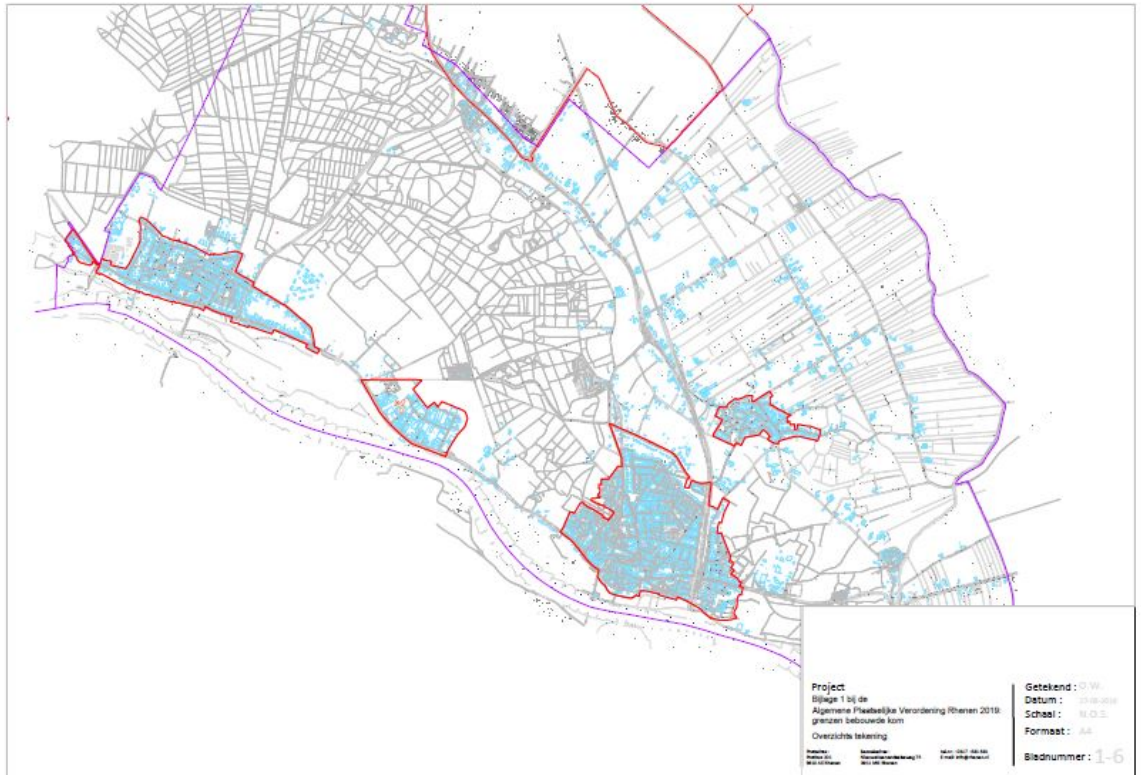 Project
Bijlage 1 bij de
Algemene Plaatselijke Verordening Rhenen 2019:
grenzen bebouwde kom
Overzichts tekening
Getekend : O.W.
Datum :
Schaal : N.O.S.
Formaat : A4
Bladnummer : 1-6